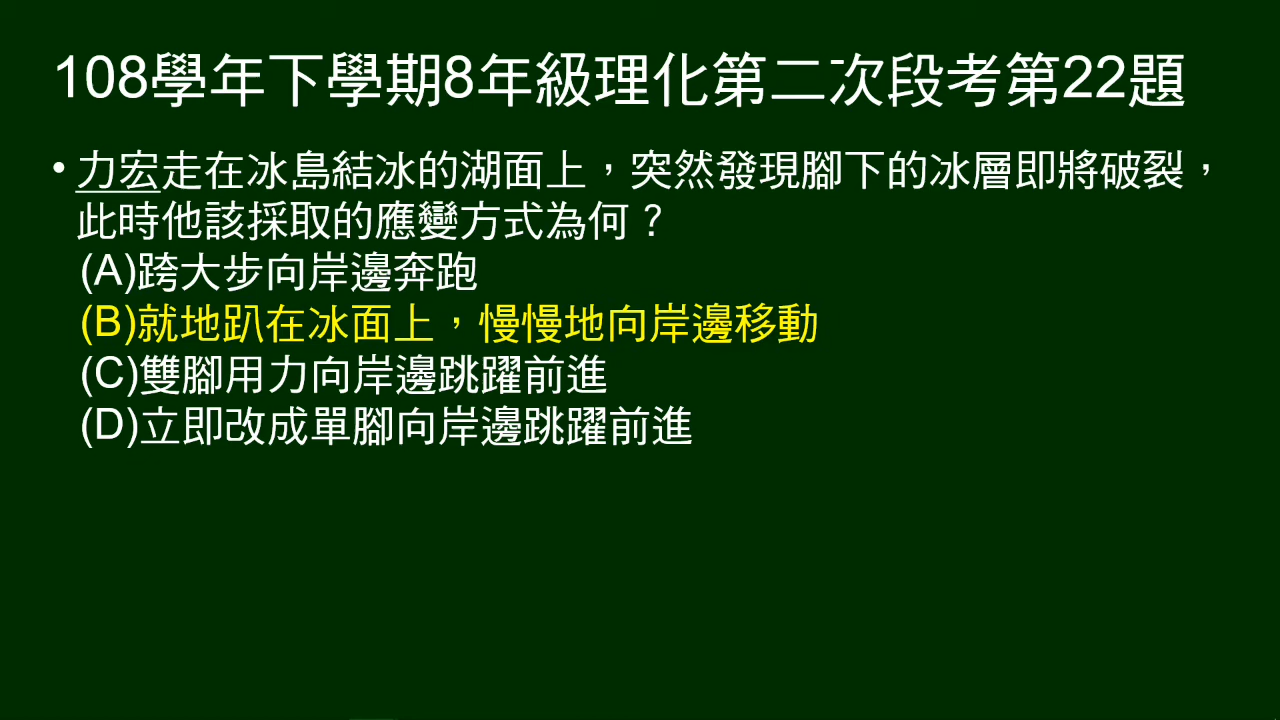 108學年下學期8年級理化第二次段考第22題
• 力宏走在冰島結冰的湖面上，突然發現腳下的冰層即將破裂，
此時他該採取的應變方式為何？
(A)跨大步向岸邊奔跑
(B)就地趴在冰面上，慢慢地向岸邊移動
(C)雙腳用力向岸邊跳躍前進
(D)立即改成單腳向岸邊跳躍前進